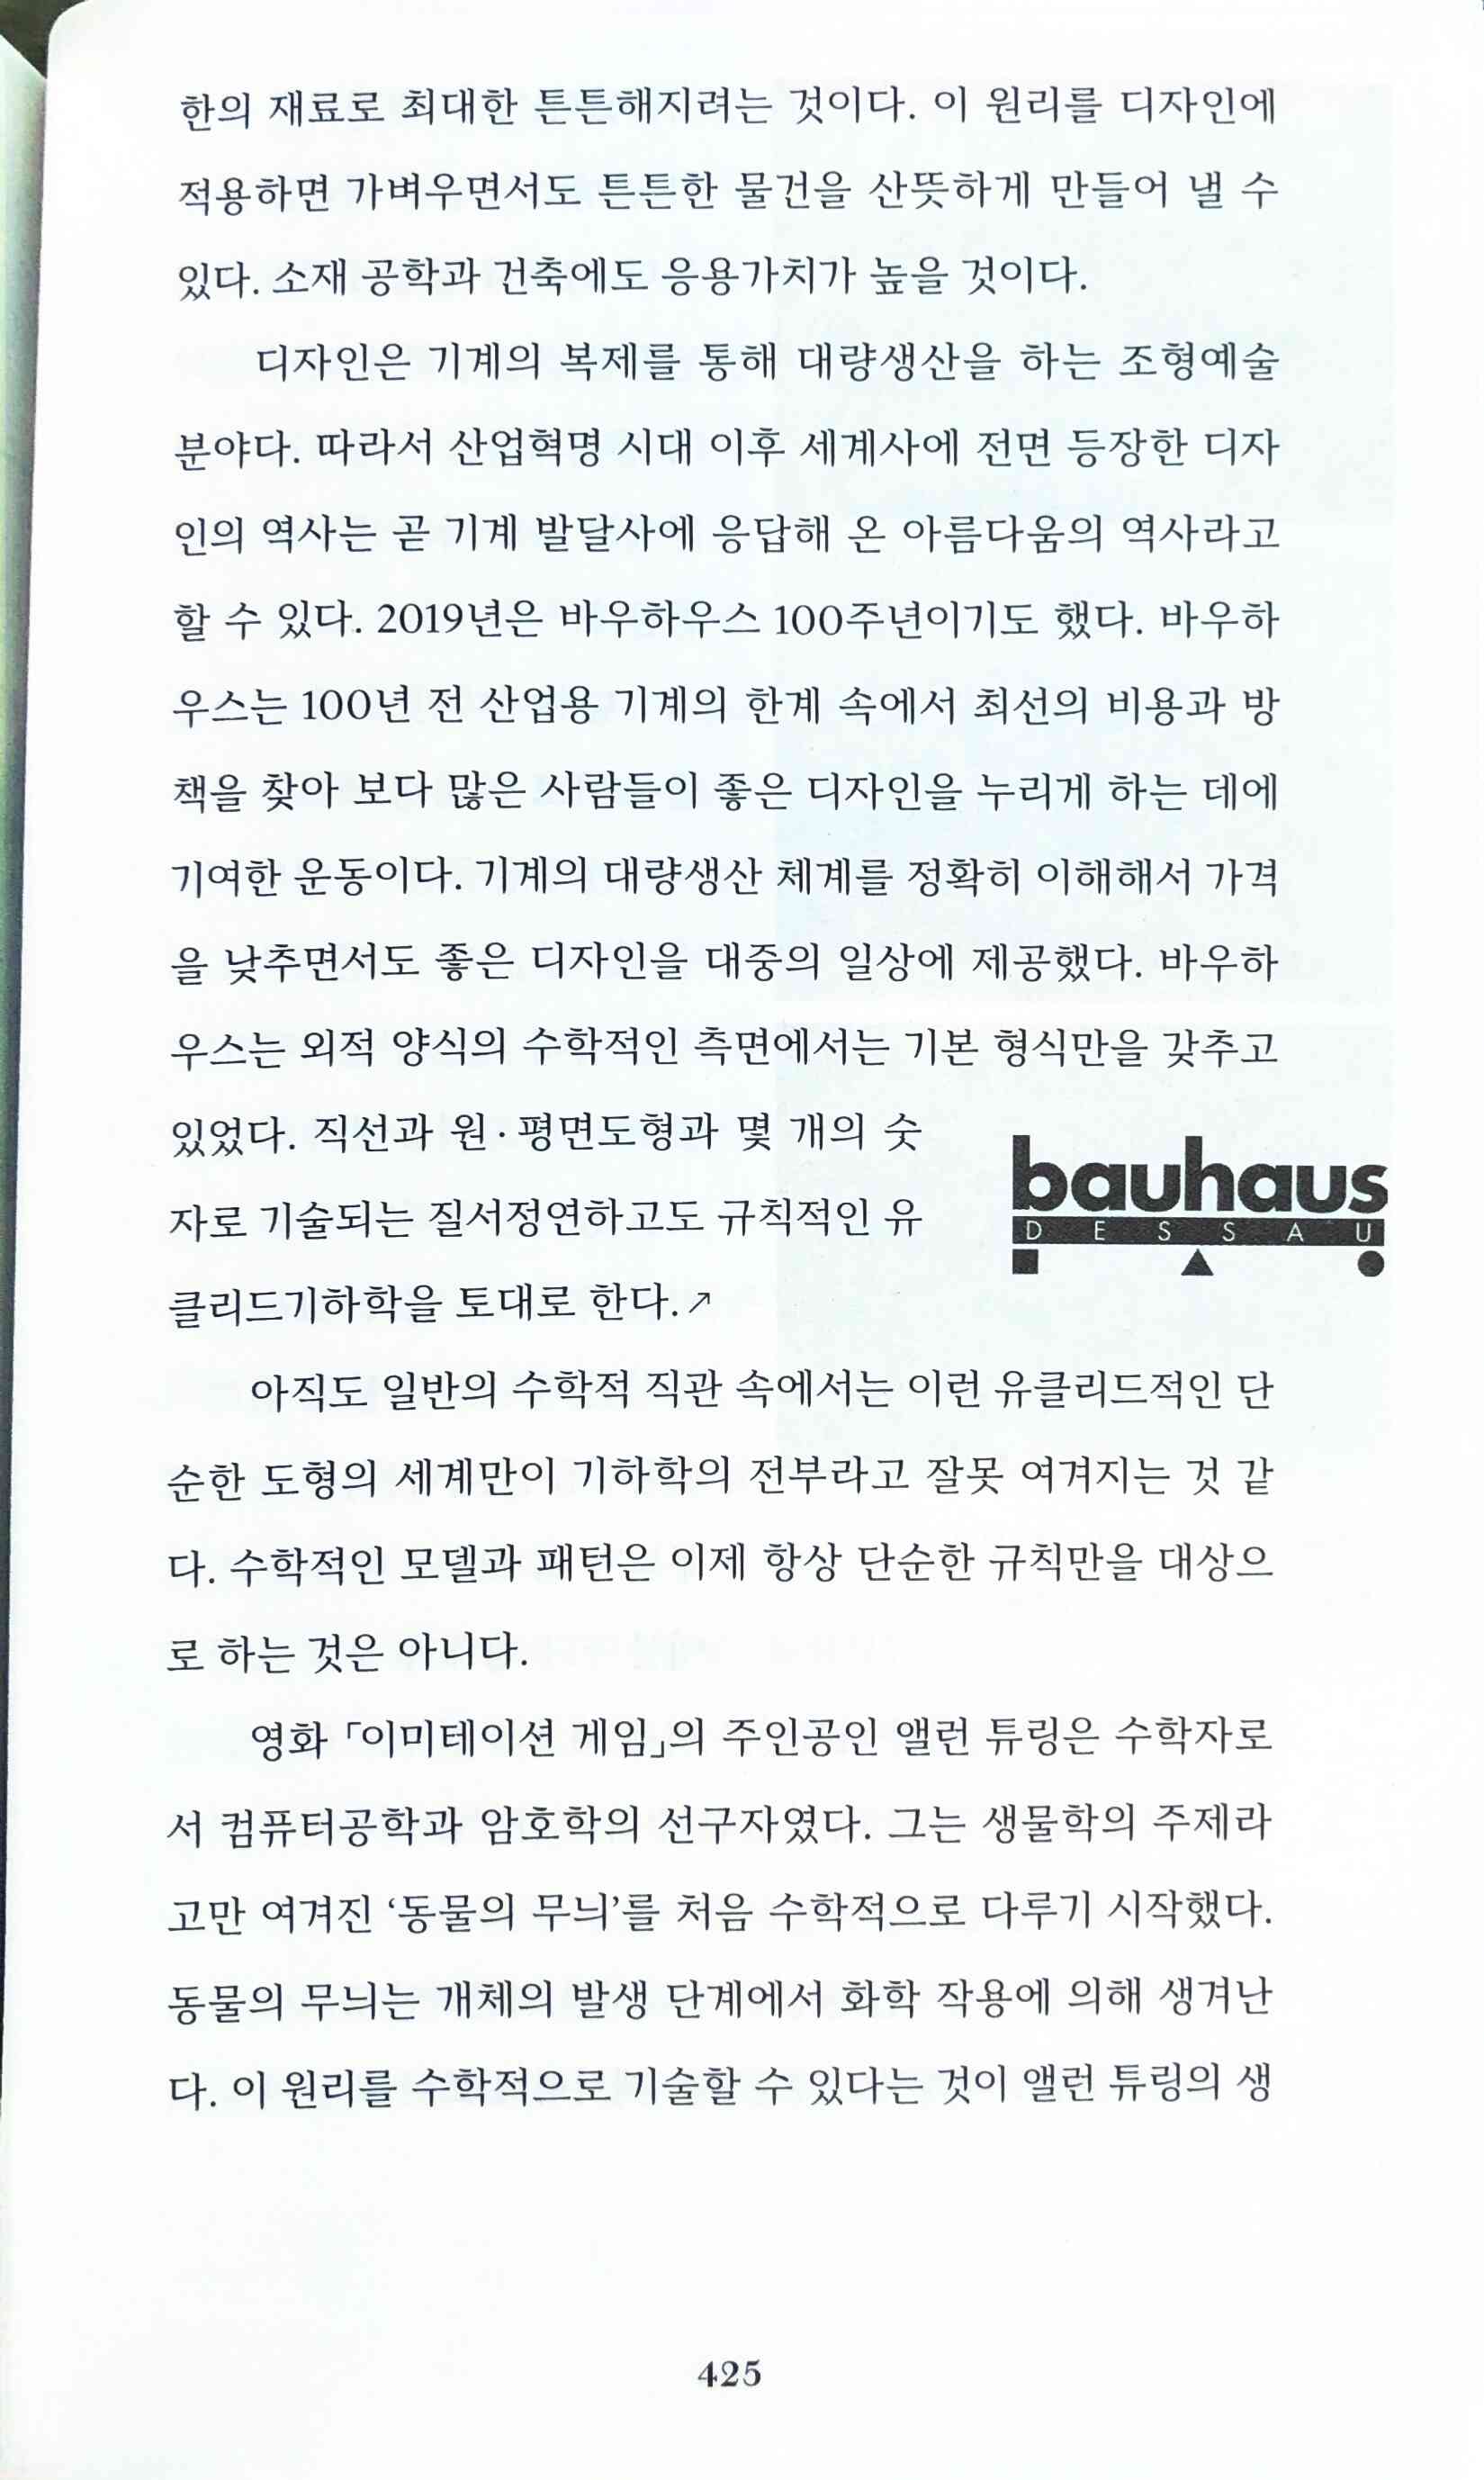 한의 재료로 최대한 튼튼해지려는 것이다. 이 원리를 디자인에
적용하면 가벼우면서도 튼튼한 물건을 산뜻하게 만들어 낼 수
있다. 소재 공학과 건축에도 응용가치가 높을 것이다.
디자인은 기계의 복제를 통해 대량생산을 하는 조형예술
분야다. 따라서 산업혁명 시대 이후 세계사에 전면 등장한 디자
인의 역사는 곧 기계 발달사에 응답해 온 아름다움의 역사라고
할 수 있다. 2019년은 바우하우스 100주년이기도 했다. 바우하
우스는 100년 전 산업용 기계의 한계 속에서 최선의 비용과 방
책을 찾아 보다 많은 사람들이 좋은 디자인을 누리게 하는 데에
기여한 운동이다. 기계의 대량생산 체계를 정확히 이해해서 가격
을 낮추면서도 좋은 디자인을 대중의 일상에 제공했다. 바우하
우스는 외적 양식의 수학적인 측면에서는 기본 형식만을 갖추고
있었다. 직선과 원·평면도형과 몇 개의 숫
자로 기술되는 질서정연하고도 규칙적인 유
클리드기하학을 토대로 한다.↗
bauhaus
DESSAU
아직도 일반의 수학적 직관 속에서는 이런 유클리드적인 단
순한 도형의 세계만이 기하학의 전부라고 잘못 여겨지는 것 같
다. 수학적인 모델과 패턴은 이제 항상 단순한 규칙만을 대상으
로 하는 것은 아니다.
영화 「이미테이션 게임」의 주인공인 앨런 튜링은 수학자로
서 컴퓨터공학과 암호학의 선구자였다. 그는 생물학의 주제라
고만 여겨진 ‘동물의 무늬’를 처음 수학적으로 다루기 시작했다.
동물의 무늬는 개체의 발생 단계에서 화학 작용에 의해 생겨난
다. 이 원리를 수학적으로 기술할 수 있다는 것이 앨런 튜링의 생
425